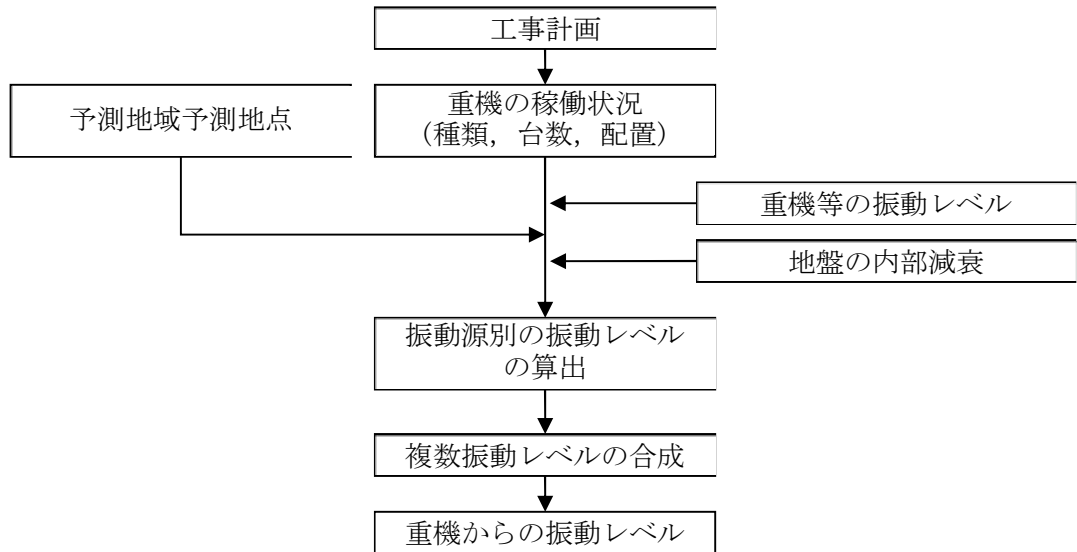 工事計画
予測地域予測地点
重機の稼働状況
（種類，台数，配置）
重機等の振動レベル
地盤の内部減衰
振動源別の振動レベル
の算出
複数振動レベルの合成
重機からの振動レベル